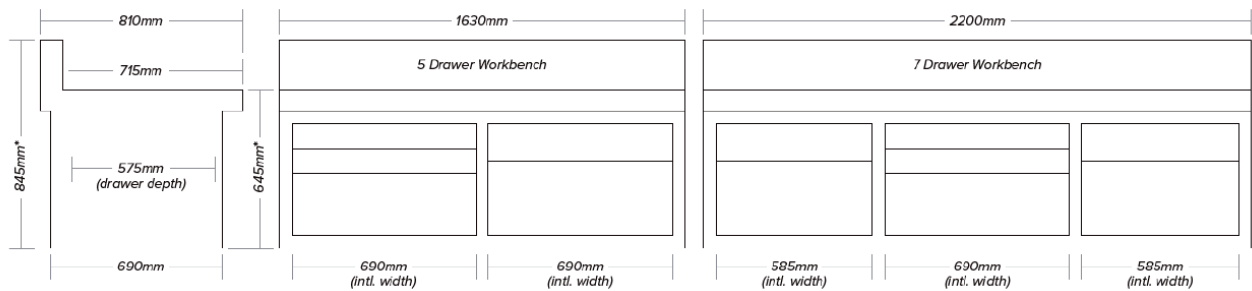 810mm
1630mm
2200mm
715mm
5 Drawer Workbench
7 Drawer Workbench
845mm*
575mm
(drawer depth)
645mm*
690mm
690mm
(intl. width)
690mm
(intl. width)
585mm
(intl. width)
690mm
(intl. width)
585mm
(intl. width)